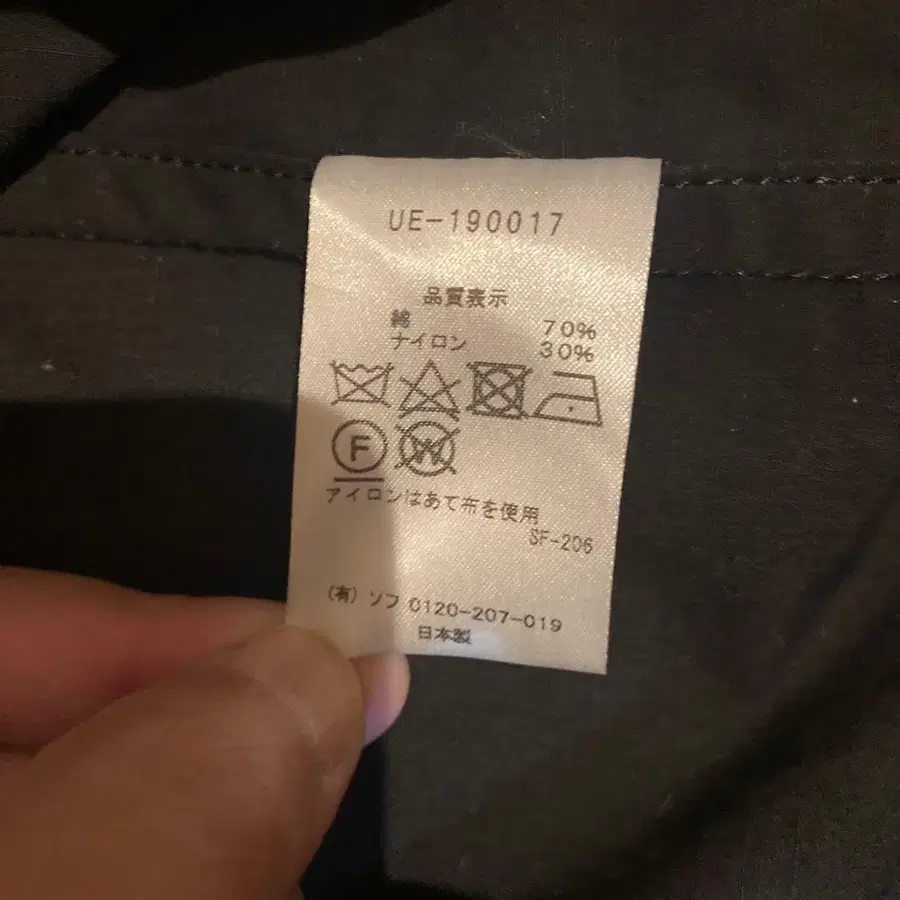 UE-190017
品質表示
綿 70%
ナイロン 30%
F W
アイロンはあて布を使用
SF-206
(有) ソフ 0120-207-019
日本製